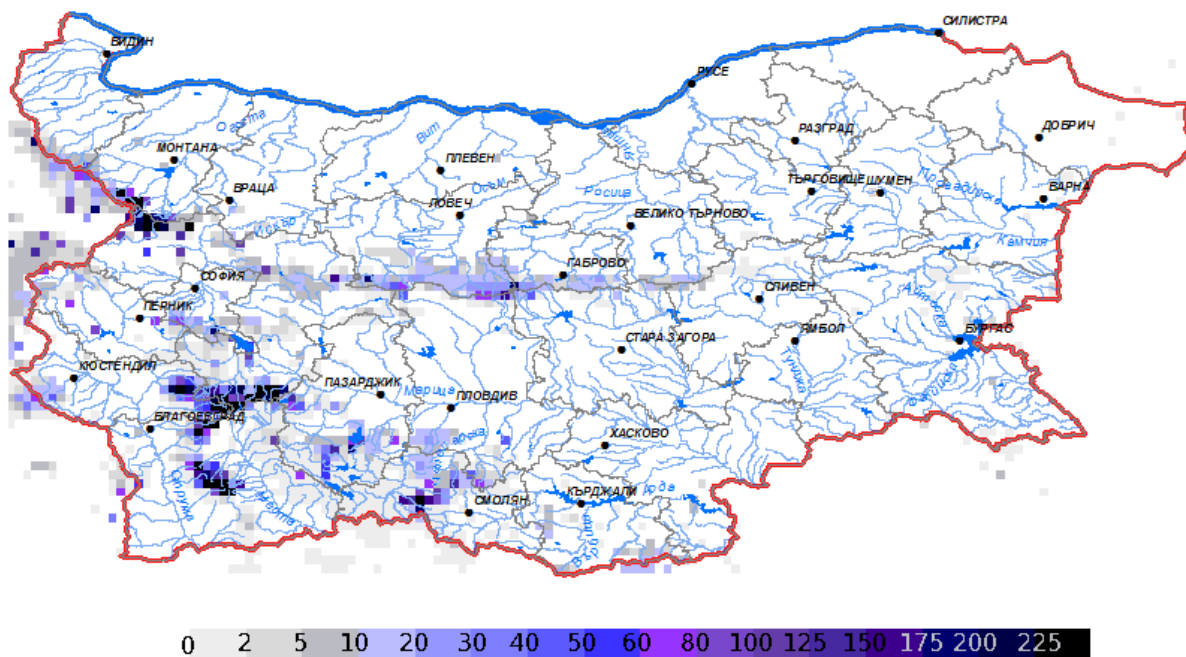 СИЛИСТРА
ВИДИН
РУСЕ
Огоста
Вит
РАЗГРАД
ДОБРИЧ
МОНТАНА
ПЛЕВЕН
ВРАЦА
Осъм
Росица
ТЪРГОВИЩЕ
ШУМЕН
ВАРНА
ЛОВЕЧ
ВЕЛИКО ТЪРНОВО
Искър
Камчия
СОФИЯ
ГАБРОВО
ПЕРНИК
СЛИВЕН
СТАРА ЗАГОРА
ЯМБОЛ
БУРГАС
КЮСТЕНДИЛ
ПАЗАРДЖИК
Марица
ПЛОВДИВ
Тунджа
БЛАГОЕВГРАД
ХАСКОВО
Струма
Места
СМОЛЯН
КЪРДЖАЛИ
0 2 5 10 20 30 40 50 60 80 100 125 150 175 200 225